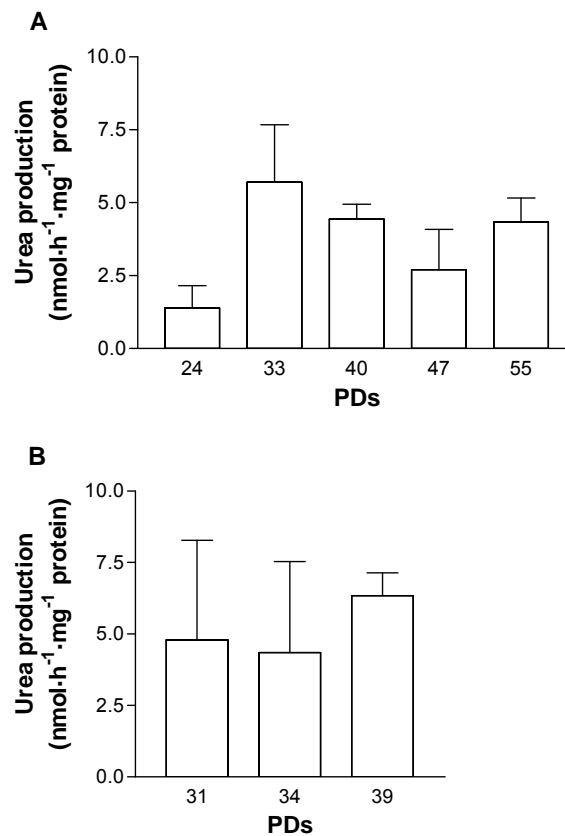 A
Urea production
(nmol·h⁻¹·mg⁻¹ protein)
10.0
7.5
5.0
2.5
0.0
24 33 40 47 55
PDs
B
Urea production
(nmol·h⁻¹·mg⁻¹ protein)
10.0
7.5
5.0
2.5
0.0
31 34 39
PDs